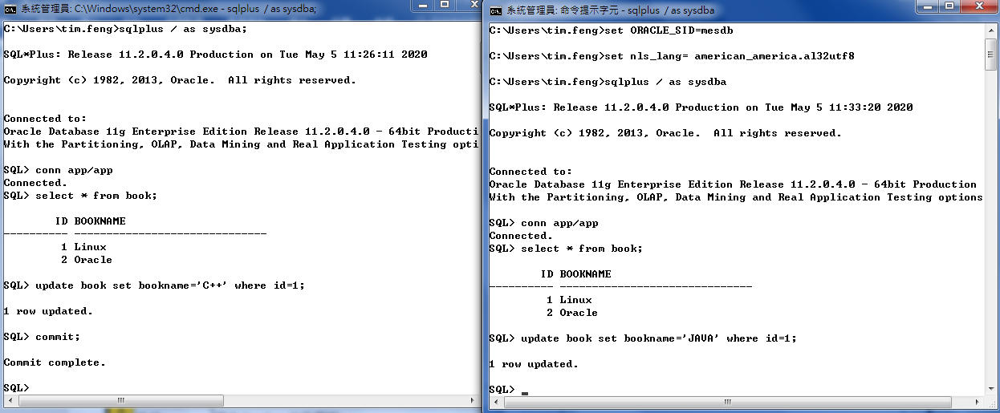 系統管理員: C:\Windows\system32\cmd.exe - sqlplus / as sysdba;
C:\Users\tim.feng>sqlplus / as sysdba;
SQL*Plus: Release 11.2.0.4.0 Production on Tue May 5 11:26:11 2020
Copyright (c) 1982, 2013, Oracle.  All rights reserved.
Connected to:
Oracle Database 11g Enterprise Edition Release 11.2.0.4.0 - 64bit Producti
With the Partitioning, OLAP, Data Mining and Real Application Testing opti
SQL> conn app/app
Connected.
SQL> select * from book;
        ID BOOKNAME
---------- ------------------------------
         1 Linux
         2 Oracle
SQL> update book set bookname='C++' where id=1;
1 row updated.
SQL> commit;
Commit complete.
SQL>
系統管理員: 命令提示字元 - sqlplus / as sysdba
C:\Users\tim.feng>set ORACLE_SID=mesdb
C:\Users\tim.feng>set nls_lang= american_america.al32utf8
C:\Users\tim.feng>sqlplus / as sysdba
SQL*Plus: Release 11.2.0.4.0 Production on Tue May 5 11:33:20 2020
Copyright (c) 1982, 2013, Oracle.  All rights reserved.
Connected to:
Oracle Database 11g Enterprise Edition Release 11.2.0.4.0 - 64bit Production
With the Partitioning, OLAP, Data Mining and Real Application Testing options
SQL> conn app/app
Connected.
SQL> select * from book;
        ID BOOKNAME
---------- ------------------------------
         1 Linux
         2 Oracle
SQL> update book set bookname='JAVA' where id=1;
1 row updated.
SQL>